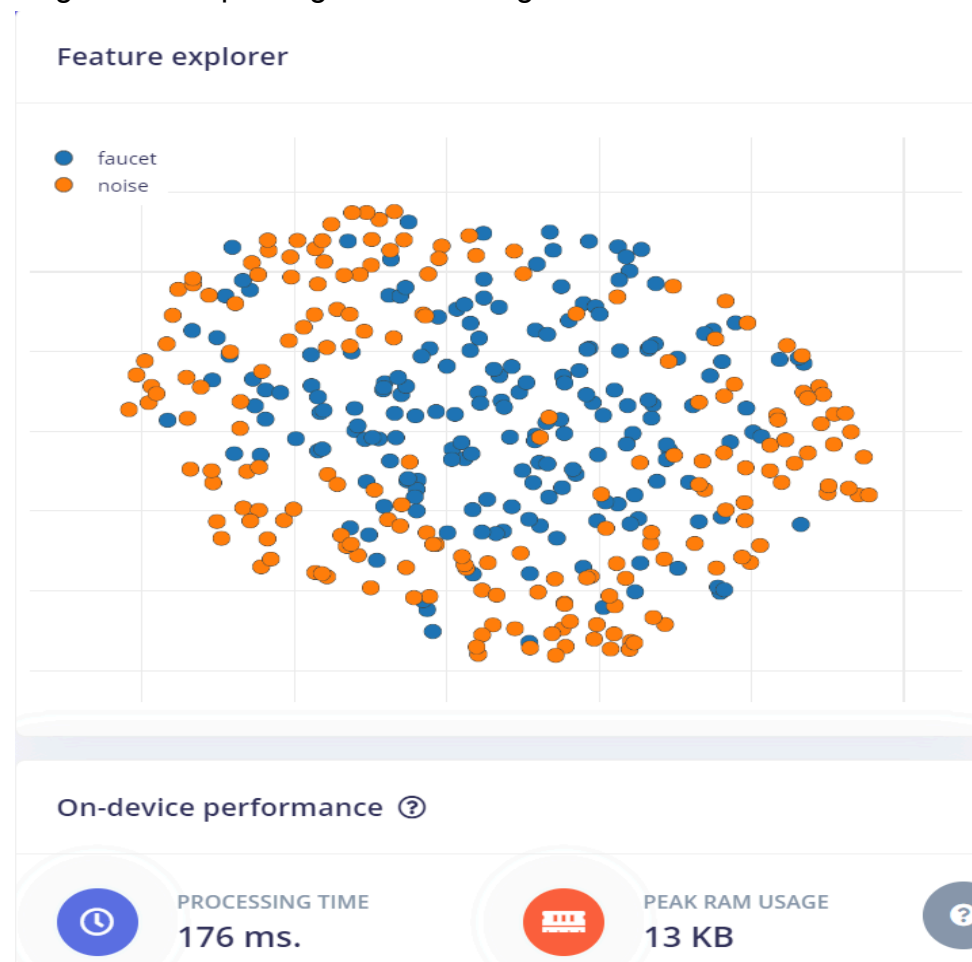 Feature explorer
faucet
noise
On-device performance
PROCESSING TIME
176 ms.
PEAK RAM USAGE
13 KB